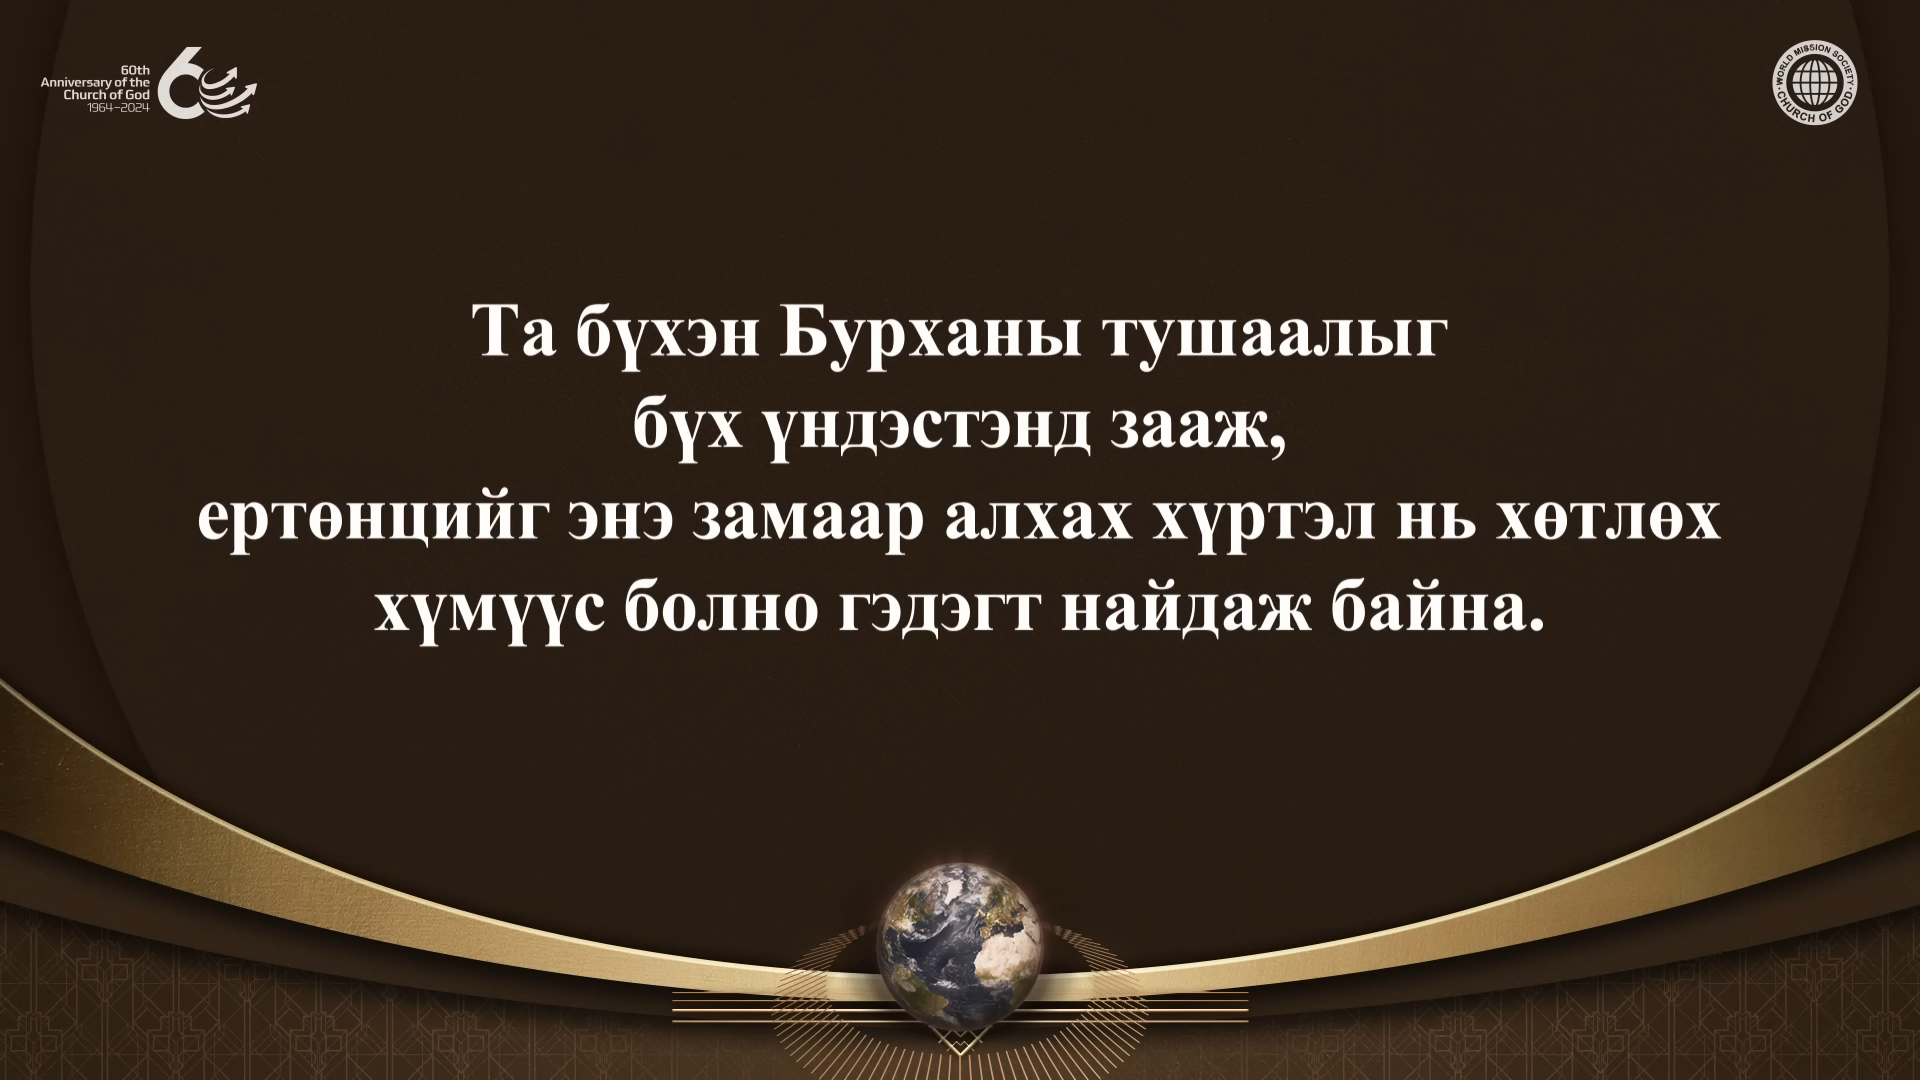 60th
Anniversary of the
Church of God
1964–2024
60
WORLD MISSION SOCIETY
CHURCH OF GOD
Та бүхэн Бурханы тушаалыг
бүх үндэстэнд зааж,
ертөнцийг энэ замаар алхах хүртэл нь хөтлөх
хүмүүс болно гэдэгт найдаж байна.